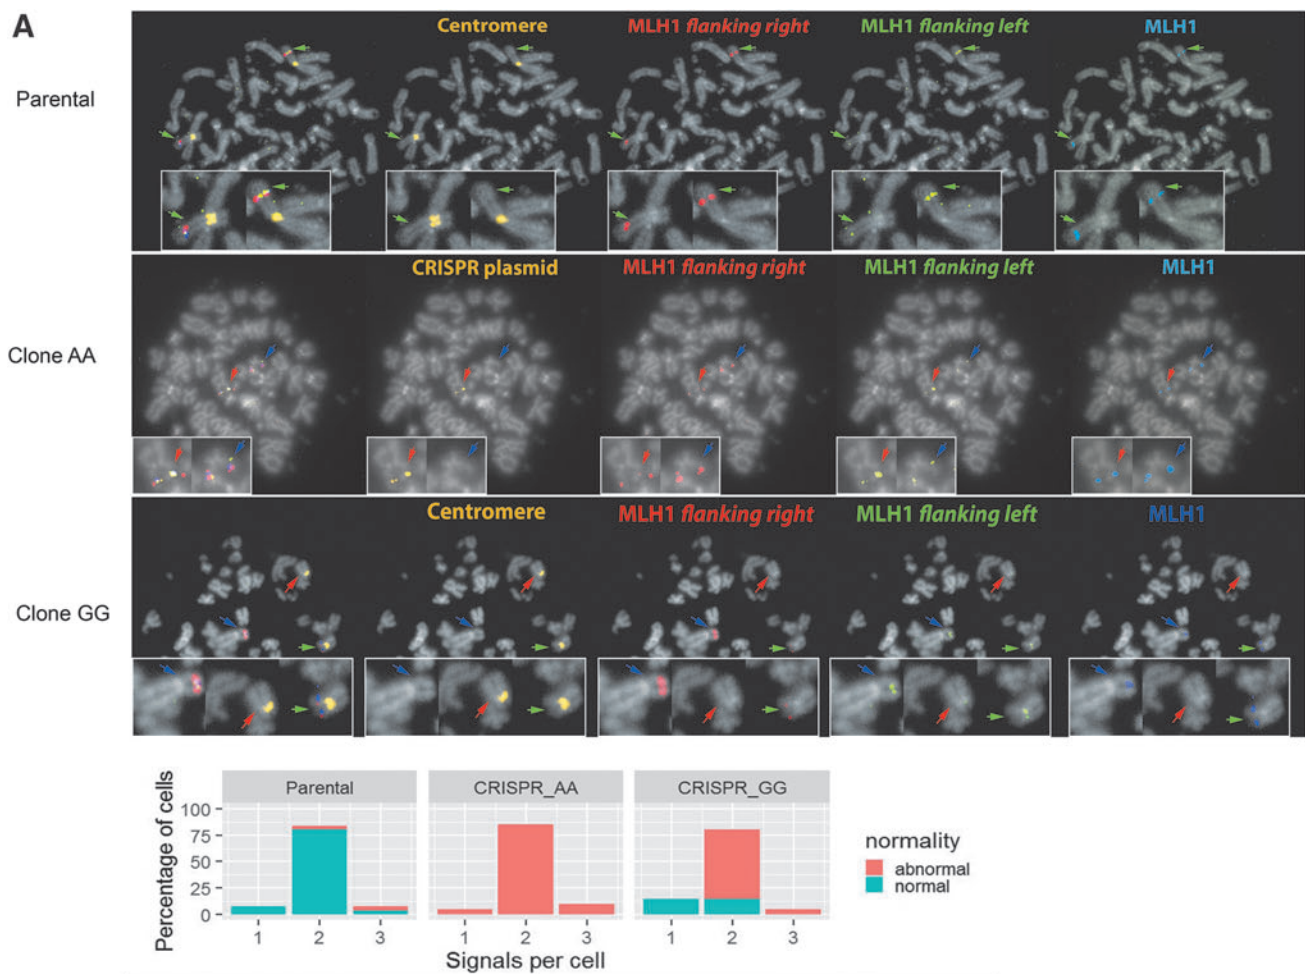 A
Centromere MLH1 flanking right MLH1 flanking left MLH1
Parental
CRISPR plasmid MLH1 flanking right MLH1 flanking left MLH1
Clone AA
Centromere MLH1 flanking right MLH1 flanking left MLH1
Clone GG
Parental CRISPR_AA CRISPR_GG
Percentage of cells
100
75
50
25
0
1 2 3 1 2 3 1 2 3
Signals per cell
normality
abnormal
normal